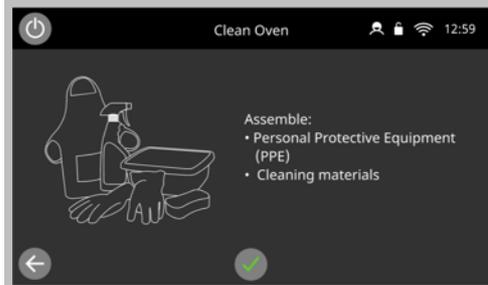 Clean Oven
12:59
Assemble:
• Personal Protective Equipment
(PPE)
• Cleaning materials